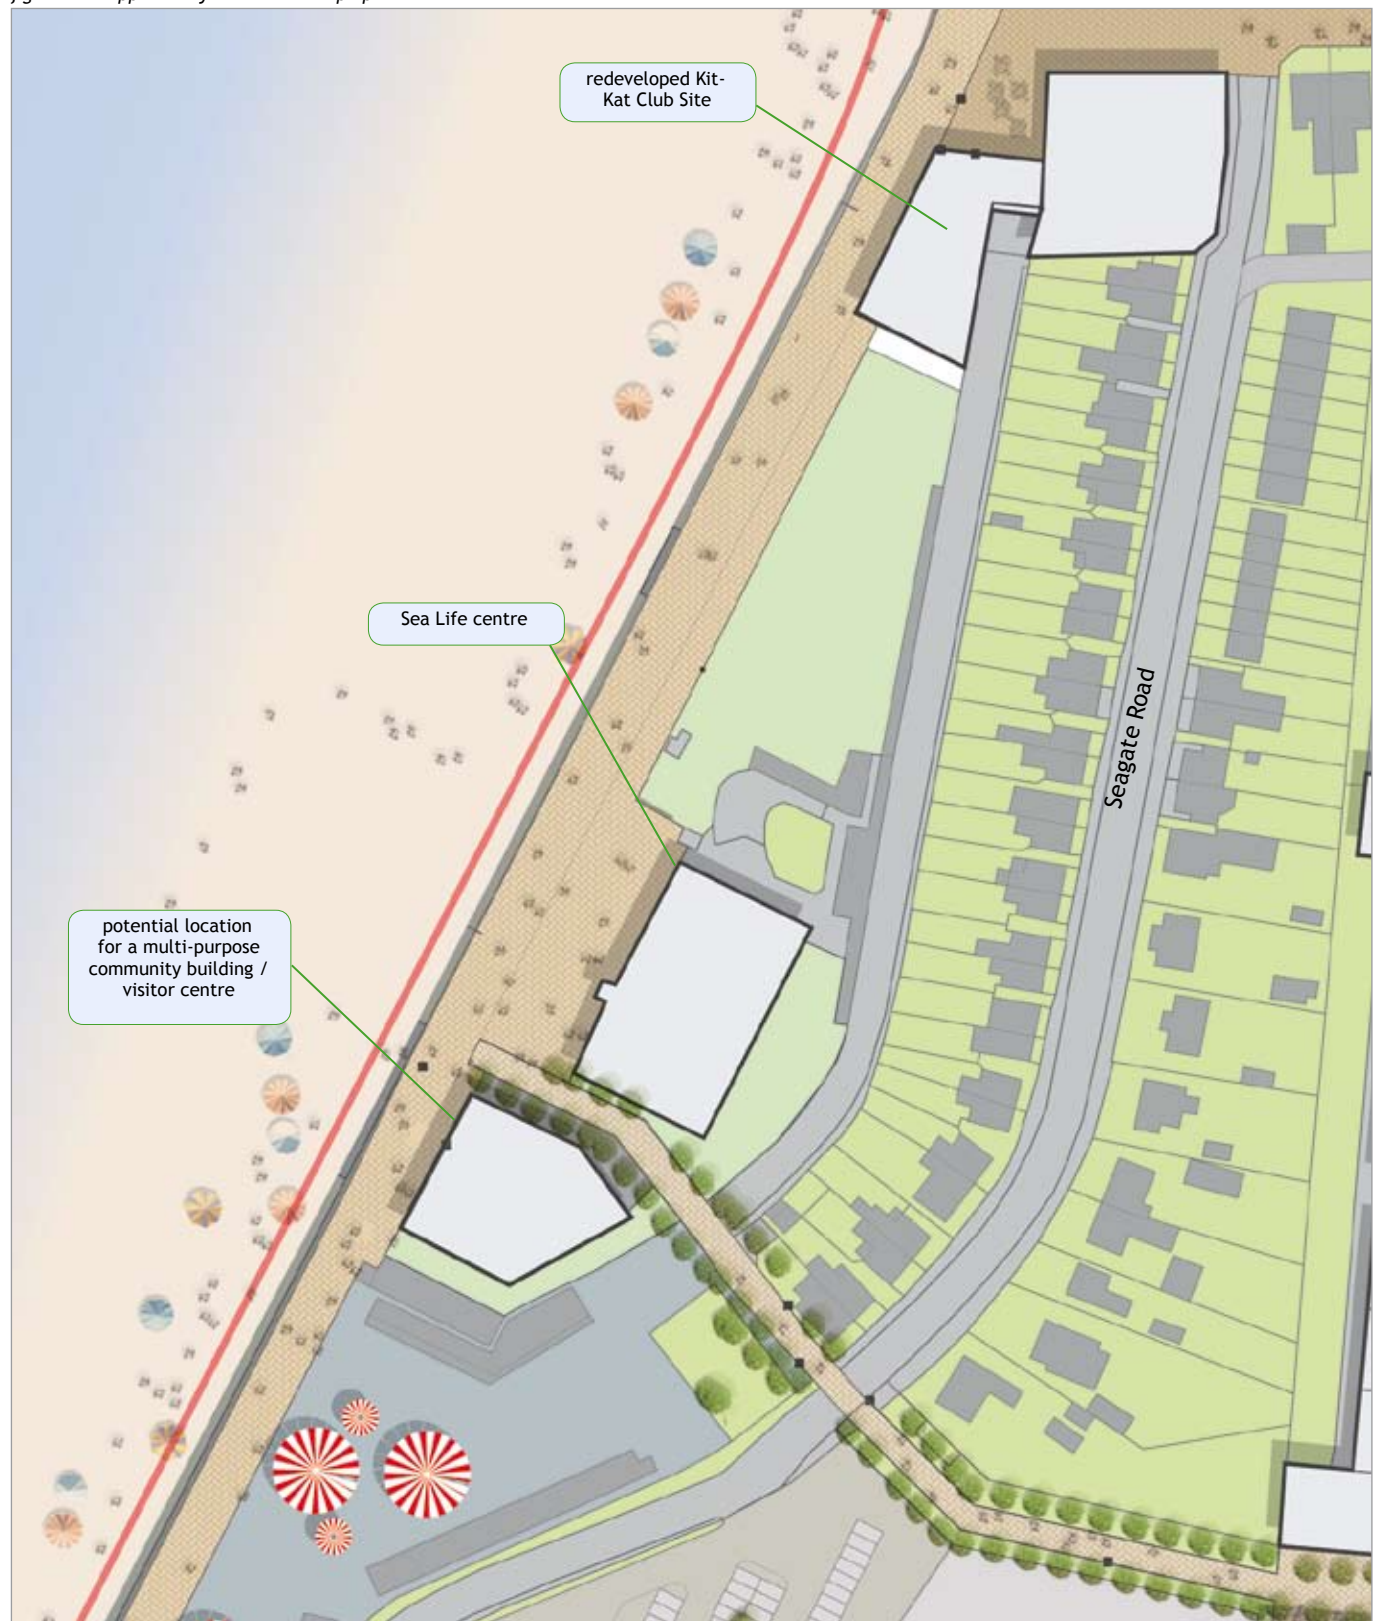 redeveloped Kit-
Kat Club Site
Sea Life centre
Seagate Road
potential location
for a multi-purpose
community building /
visitor centre